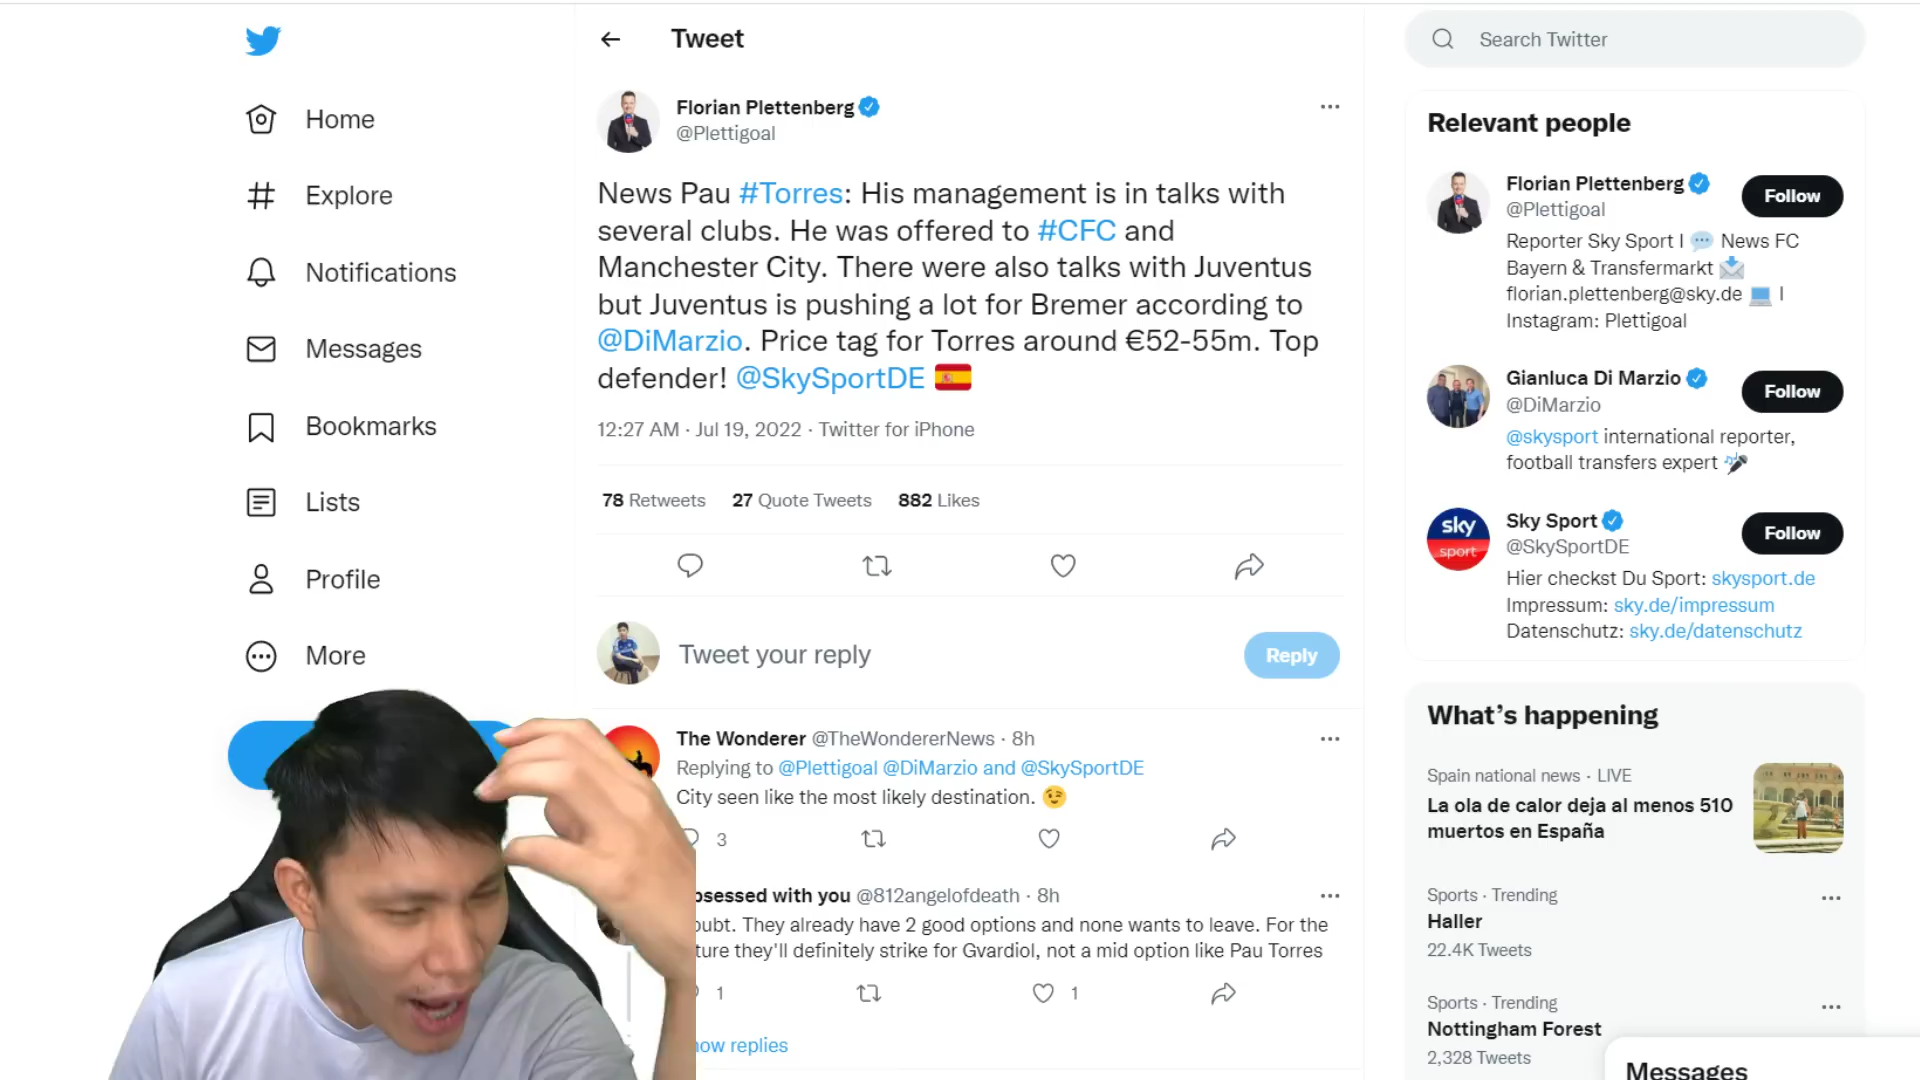 Home
Explore
Notifications
Messages
Bookmarks
Lists
Profile
More
Tweet
Florian Plettenberg
@Plettigoal
News Pau #Torres: His management is in talks with
several clubs. He was offered to #CFC and
Manchester City. There were also talks with Juventus
but Juventus is pushing a lot for Bremer according to
@DiMarzio. Price tag for Torres around €52-55m. Top
defender! @SkySportDE
12:27 AM · Jul 19, 2022 · Twitter for iPhone
78 Retweets 27 Quote Tweets 882 Likes
Tweet your reply
Reply
The Wonderer @TheWondererNews · 8h
Replying to @Plettigoal @DiMarzio and @SkySportDE
City seen like the most likely destination.
3
with you @812angelofdeath · 8h
They already have 2 good options and none wants to leave. For the
they'll definitely strike for Gvardiol, not a mid option like Pau Torres
1 1
replies
Search Twitter
Relevant people
Florian Plettenberg
@Plettigoal
Follow
Reporter Sky Sport I News FC
Bayern & Transfermarkt
florian.plettenberg@sky.de I
Instagram: Plettigoal
Gianluca Di Marzio
@DiMarzio
Follow
@skysport international reporter,
football transfers expert
sky
sport
Sky Sport
@SkySportDE
Follow
Hier checkst Du Sport: skysport.de
Impressum: sky.de/impressum
Datenschutz: sky.de/datenschutz
What's happening
Spain national news · LIVE
La ola de calor deja al menos 510
muertos en España
Sports · Trending
Haller
22.4K Tweets
Sports · Trending
Nottingham Forest
2,328 Tweets
Messages